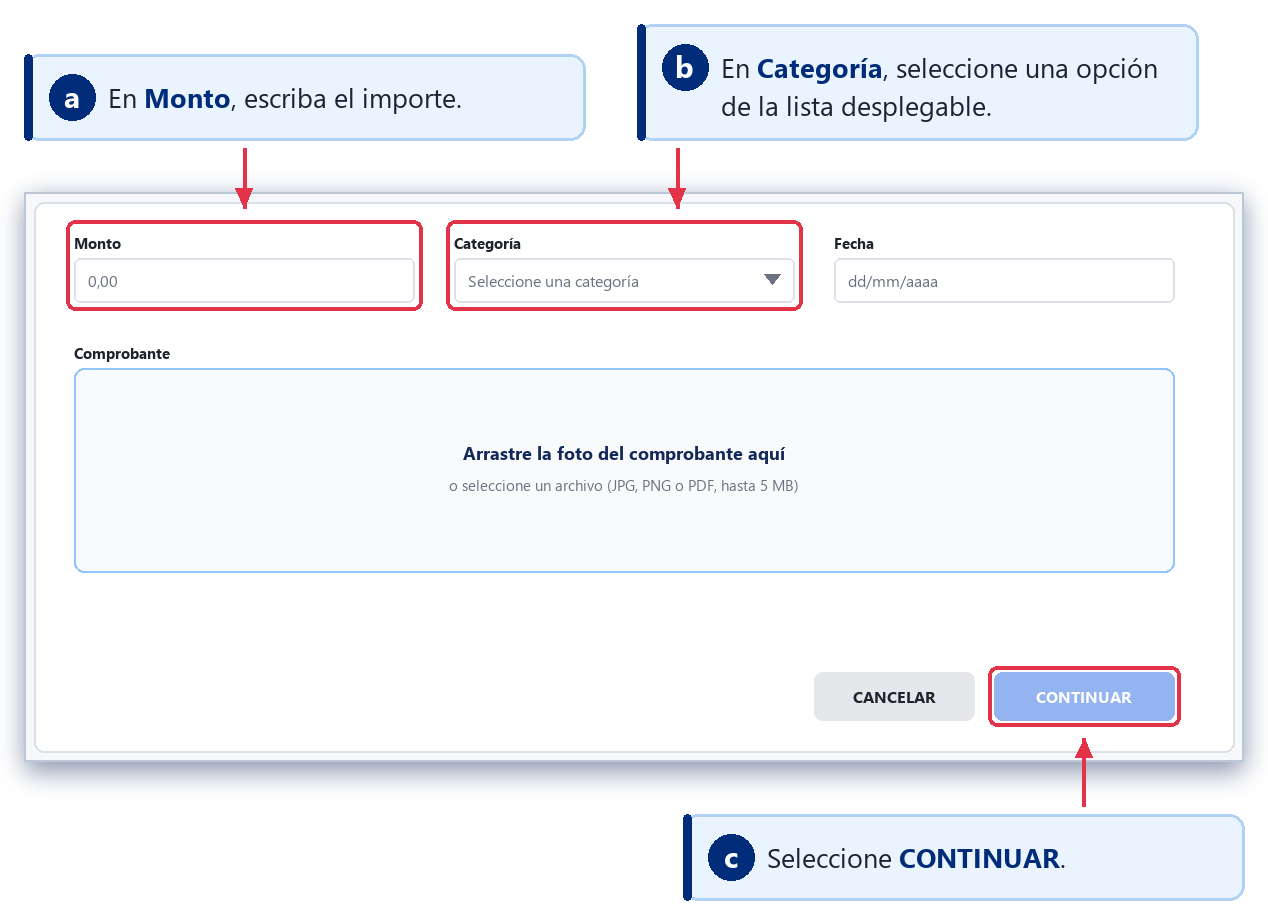 a En Monto, escriba el importe.
b En Categoría, seleccione una opción
de la lista desplegable.
Monto
0,00
Categoría
Seleccione una categoría
Fecha
dd/mm/aaaa
Comprobante
Arrastre la foto del comprobante aquí
o seleccione un archivo (JPG, PNG o PDF, hasta 5 MB)
CANCELAR
CONTINUAR
c Seleccione CONTINUAR.